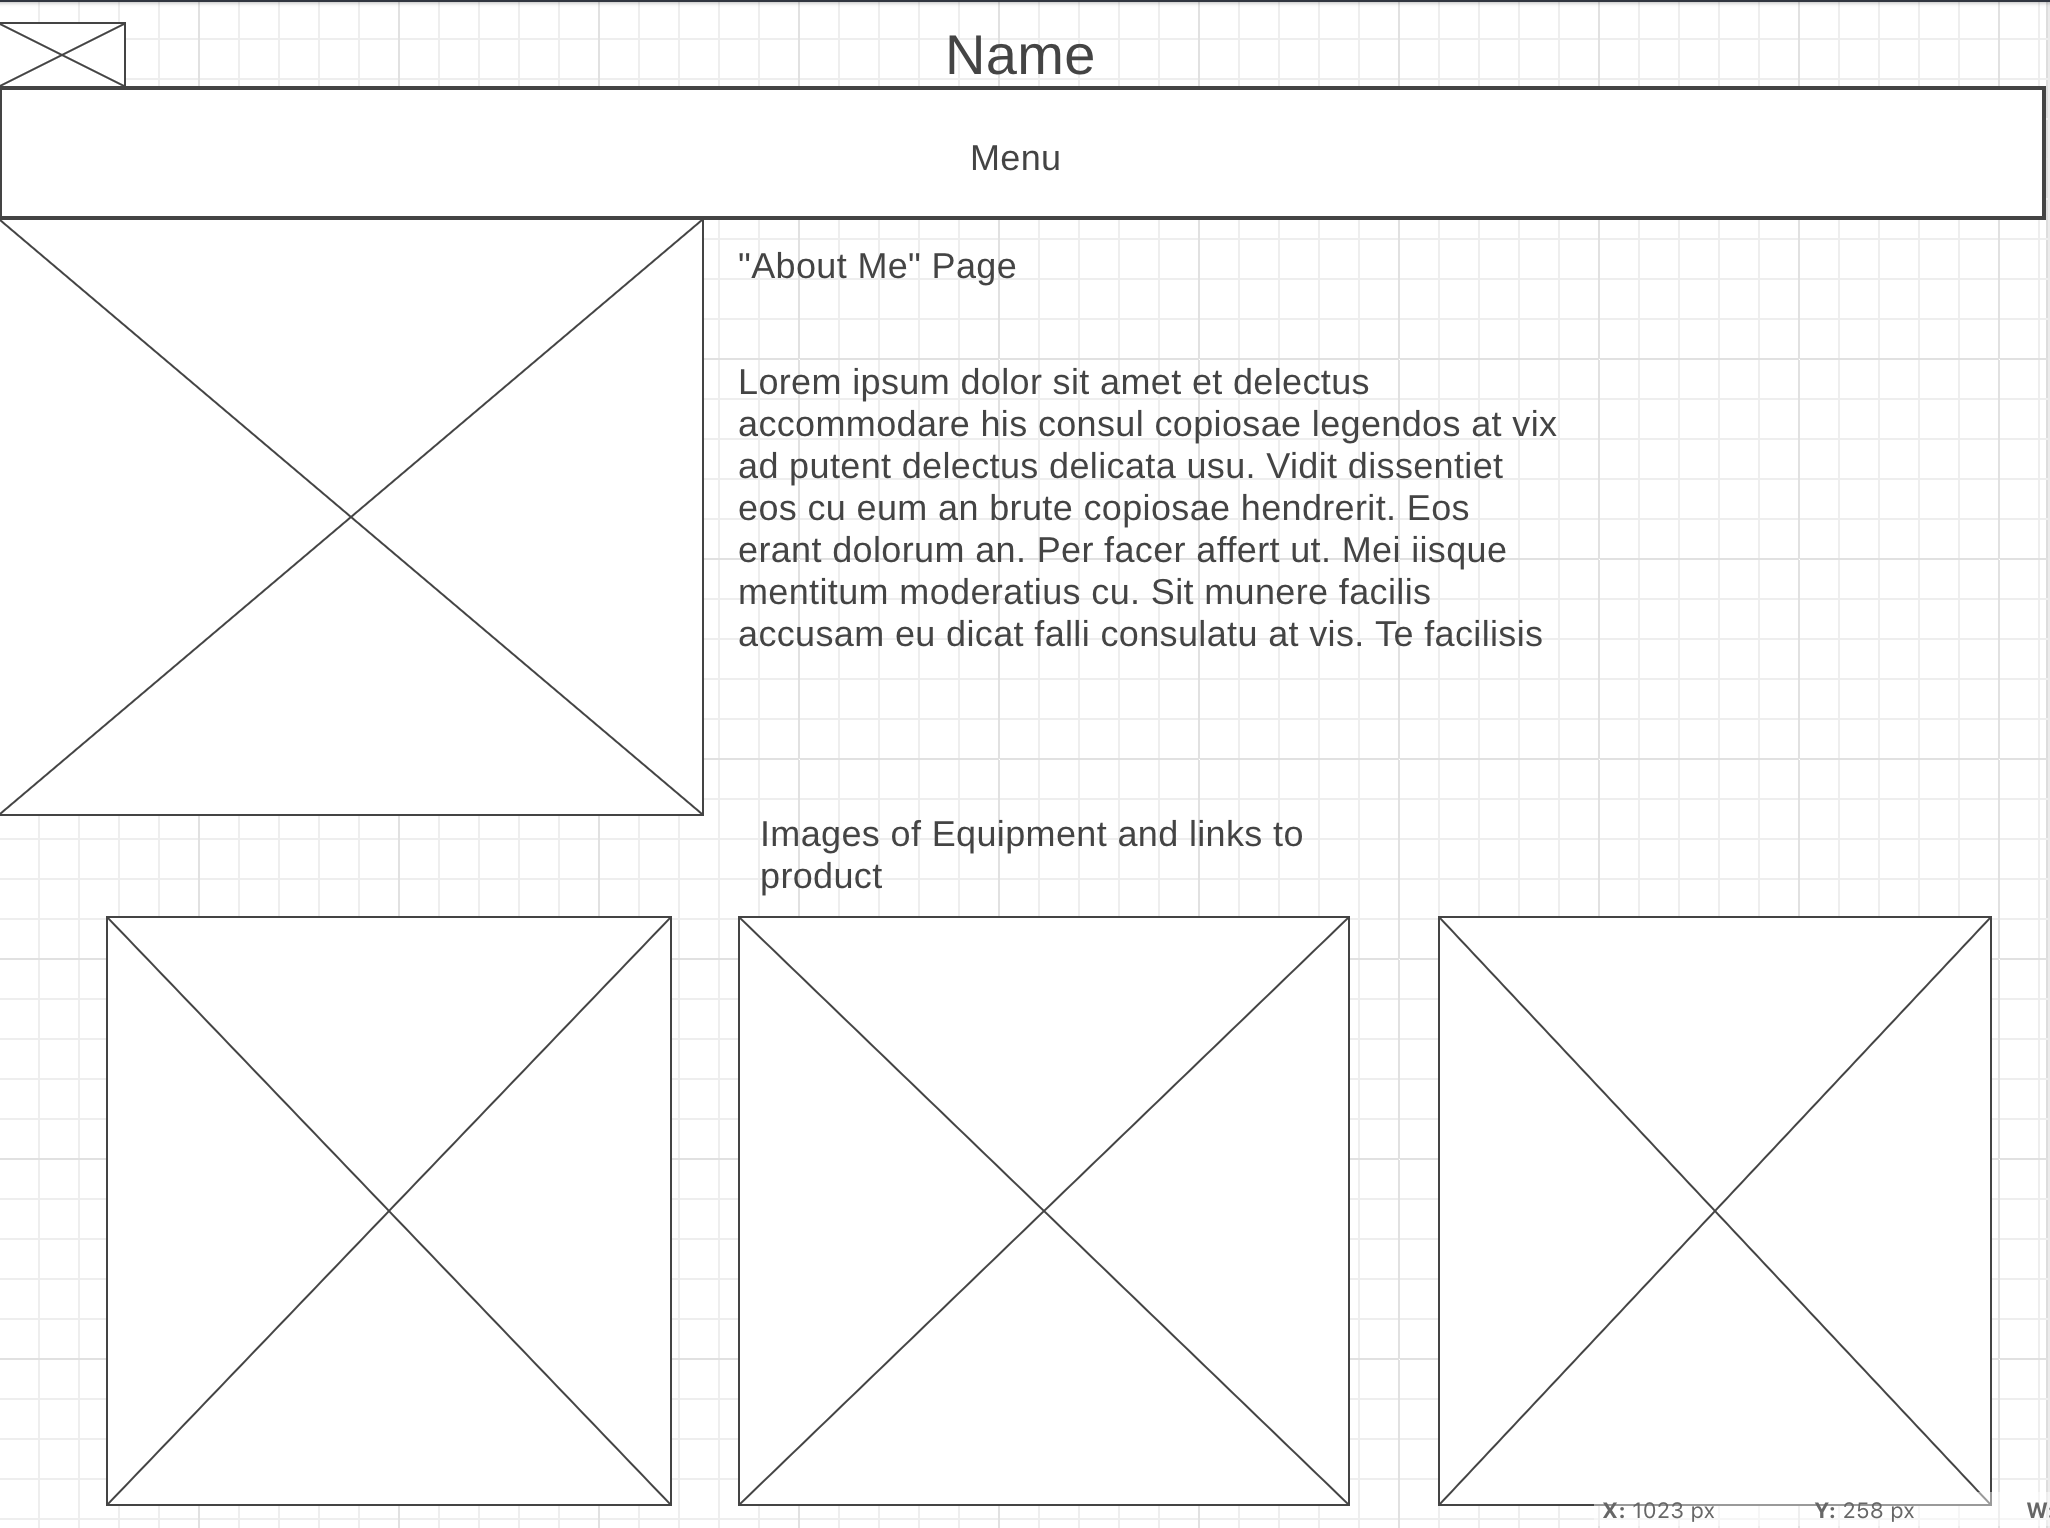 Name
Menu
"About Me" Page
Lorem ipsum dolor sit amet et delectus
accommodare his consul copiosae legendos at vix
ad putent delectus delicata usu. Vidit dissentiet
eos cu eum an brute copiosae hendrerit. Eos
erant dolorum an. Per facer affert ut. Mei iisque
mentitum moderatius cu. Sit munere facilis
accusam eu dicat falli consulatu at vis. Te facilisis
Images of Equipment and links to
product
X: 1023 px Y: 258 px W: